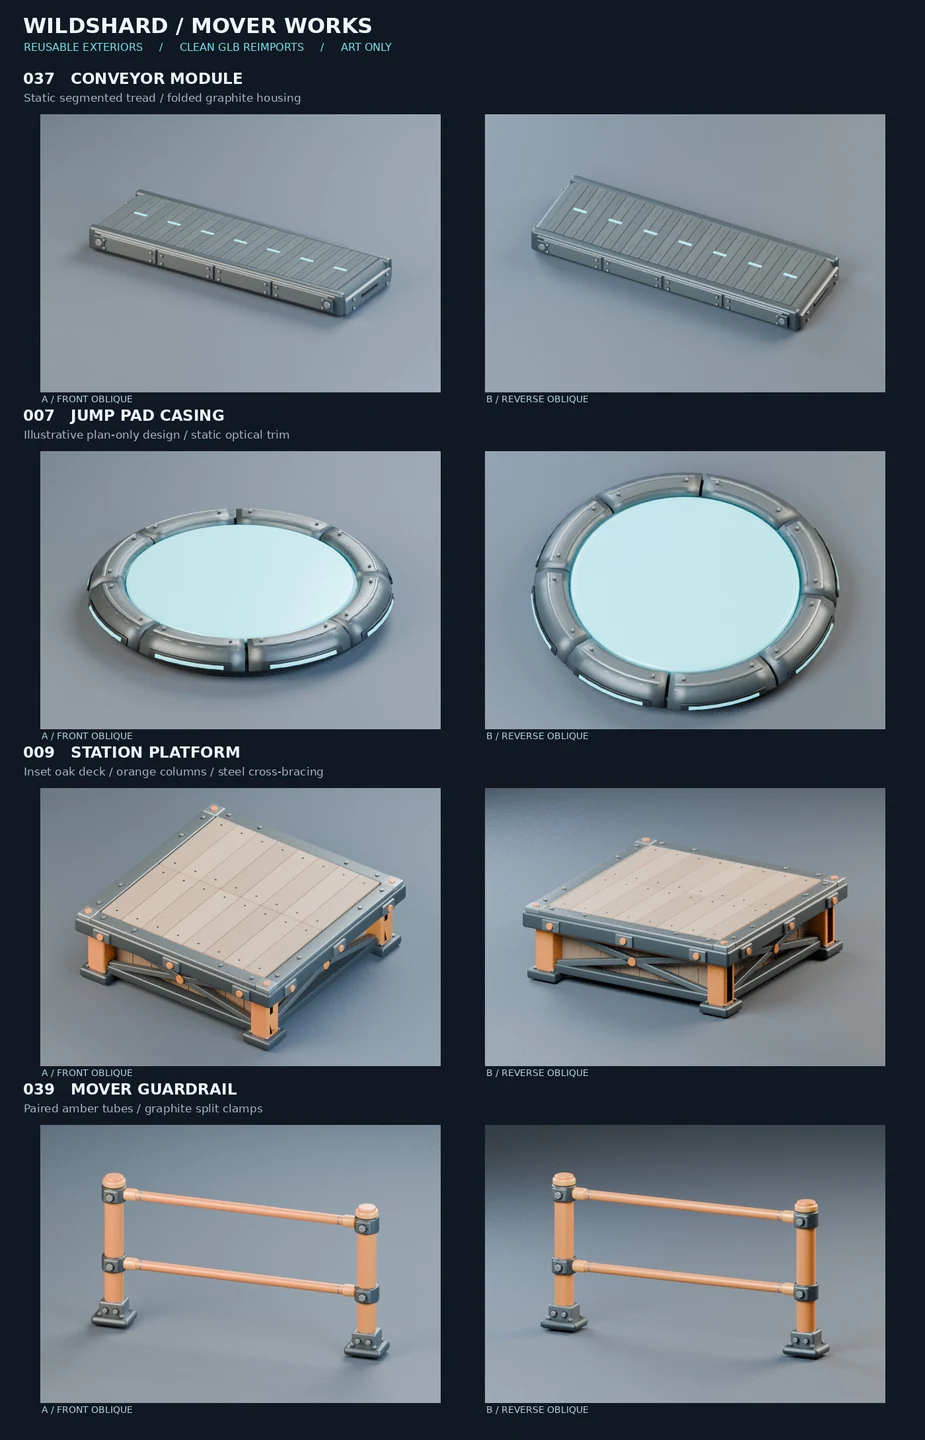 WILDSHARD / MOVER WORKS
REUSABLE EXTERIORS / CLEAN GLB REIMPORTS / ART ONLY
037 CONVEYOR MODULE
Static segmented tread / folded graphite housing
A / FRONT OBLIQUE B / REVERSE OBLIQUE
007 JUMP PAD CASING
Illustrative plan-only design / static optical trim
A / FRONT OBLIQUE B / REVERSE OBLIQUE
009 STATION PLATFORM
Inset oak deck / orange columns / steel cross-bracing
A / FRONT OBLIQUE B / REVERSE OBLIQUE
039 MOVER GUARDRAIL
Paired amber tubes / graphite split clamps
A / FRONT OBLIQUE B / REVERSE OBLIQUE